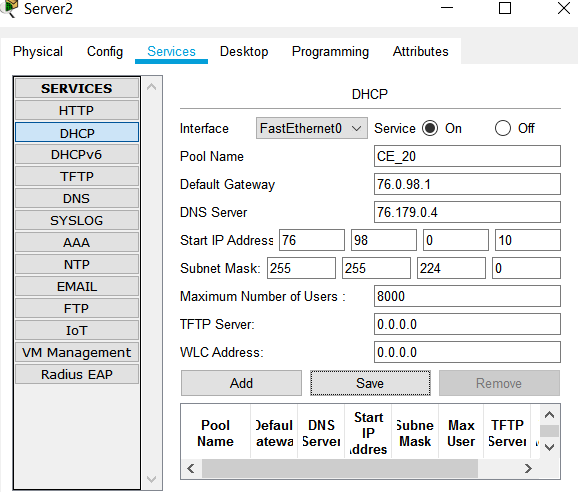 Server2
Physical Config Services Desktop Programming Attributes
SERVICES
HTTP
DHCP
DHCPv6
TFTP
DNS
SYSLOG
AAA
NTP
EMAIL
FTP
IoT
VM Management
Radius EAP
DHCP
Interface FastEthernet0 Service On Off
Pool Name CE_20
Default Gateway 76.0.98.1
DNS Server 76.179.0.4
Start IP Address 76 98 0 10
Subnet Mask: 255 255 224 0
Maximum Number of Users : 8000
TFTP Server: 0.0.0.0
WLC Address: 0.0.0.0
Add Save Remove
Pool Name
Defaul atewa
DNS Server
Start IP ddres
Subne Mask
Max User
TFTP Server